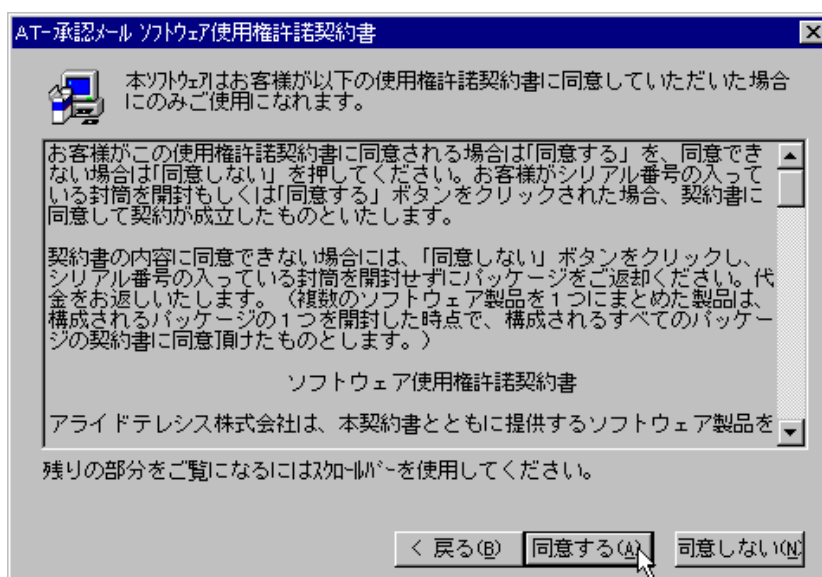 AT-承認メール ソフトウェア使用権許諾契約書
本ソフトウェアはお客様が以下の使用権許諾契約書に同意していただいた場合
にのみご使用になれます。
お客様がこの使用権許諾契約書に同意される場合は「同意する」を、同意でき
ない場合は「同意しない」を押してください。お客様がシリアル番号の入って
いる封筒を開封もしくは「同意する」ボタンをクリックされた場合、契約書に
同意して契約が成立したものといたします。
契約書の内容に同意できない場合には、「同意しない」ボタンをクリックし、
シリアル番号の入っている封筒を開封せずにパッケージをご返却ください。代
金をお返しいたします。（複数のソフトウェア製品を１つにまとめた製品は、
構成されるパッケージの１つを開封した時点で、構成されるすべてのパッケー
ジの契約書に同意頂けたものとします。）
ソフトウェア使用権許諾契約書
アライドテレシス株式会社は、本契約書とともに提供するソフトウェア製品を
残りの部分をご覧になるにはスクロールバーを使用してください。
< 戻る(B) 同意する(A) 同意しない(N)